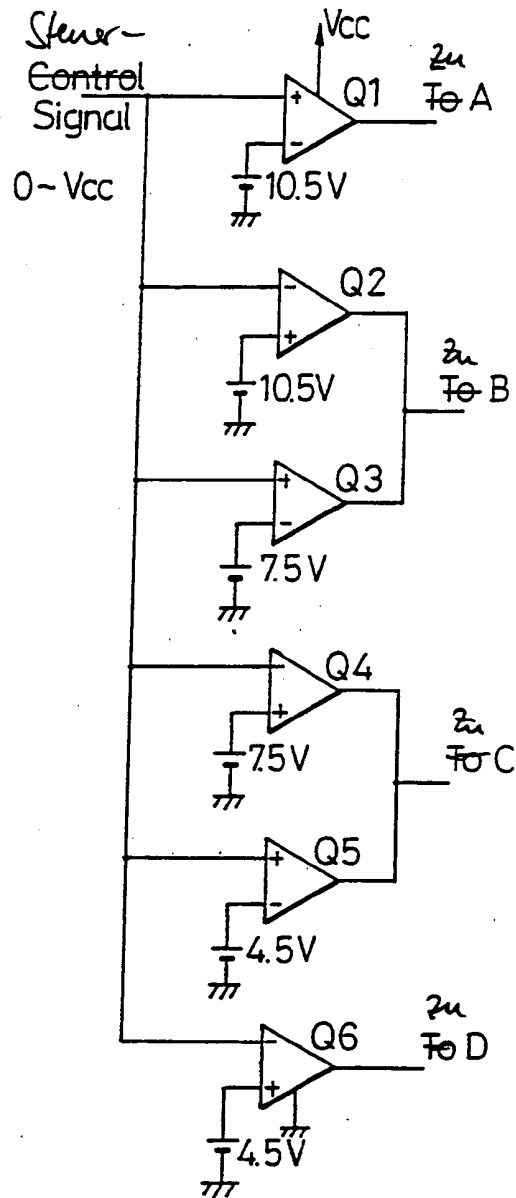 Steuer-
Control
Signal
0~Vcc
Vcc
+
-
Q1
10.5V
Zu
To A
-
+
Q2
10.5V
Zu
To B
+
-
Q3
7.5V
-
+
Q4
7.5V
Zu
To C
+
-
Q5
4.5V
-
+
Q6
4.5V
Zu
To D